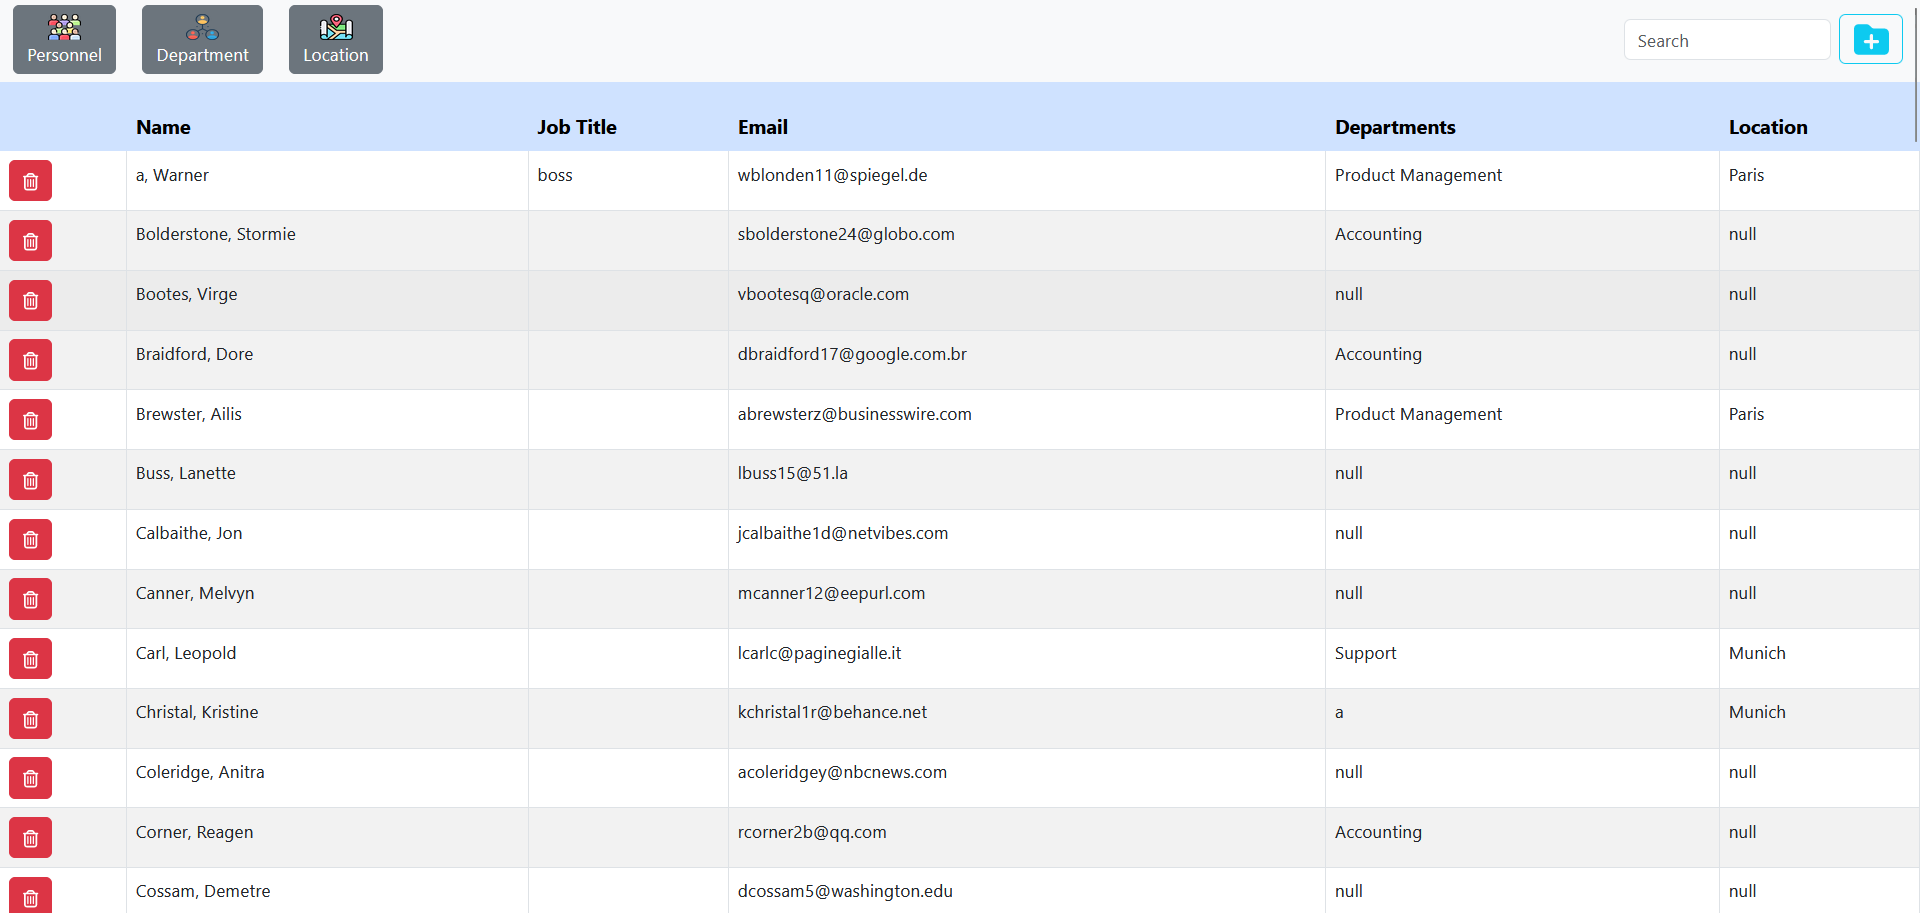 Personnel Department Location Search
Name Job Title Email Departments Location
a, Warner boss wblonden11@spiegel.de Product Management Paris
Bolderstone, Stormie sbolderstone24@globo.com Accounting null
Bootes, Virge vbootesq@oracle.com null null
Braidford, Dore dbraidford17@google.com.br Accounting null
Brewster, Ailis abrewsterz@businesswire.com Product Management Paris
Buss, Lanette lbuss15@51.la null null
Calbaithe, Jon jcalbaithe1d@netvibes.com null null
Canner, Melvyn mcanner12@eepurl.com null null
Carl, Leopold lcarlc@paginegialle.it Support Munich
Christal, Kristine kchristal1r@behance.net a Munich
Coleridge, Anitra acoleridgey@nbcnews.com null null
Corner, Reagen rcorner2b@qq.com Accounting null
Cossam, Demetre dcossam5@washington.edu null null